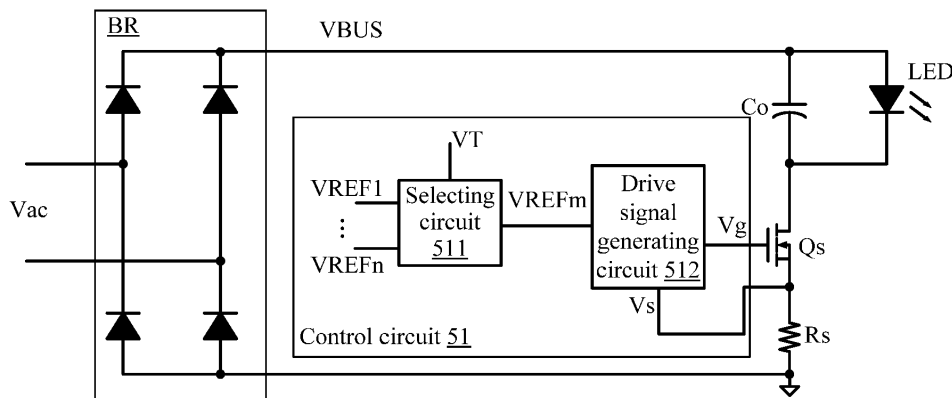 BR
VBUS
LED
Co
VT
VREF1
⋮
VREFn
Selecting
circuit
511
VREFm
Drive
signal
generating
circuit 512
Vg
Qs
Vs
Vac
Control circuit 51
Rs